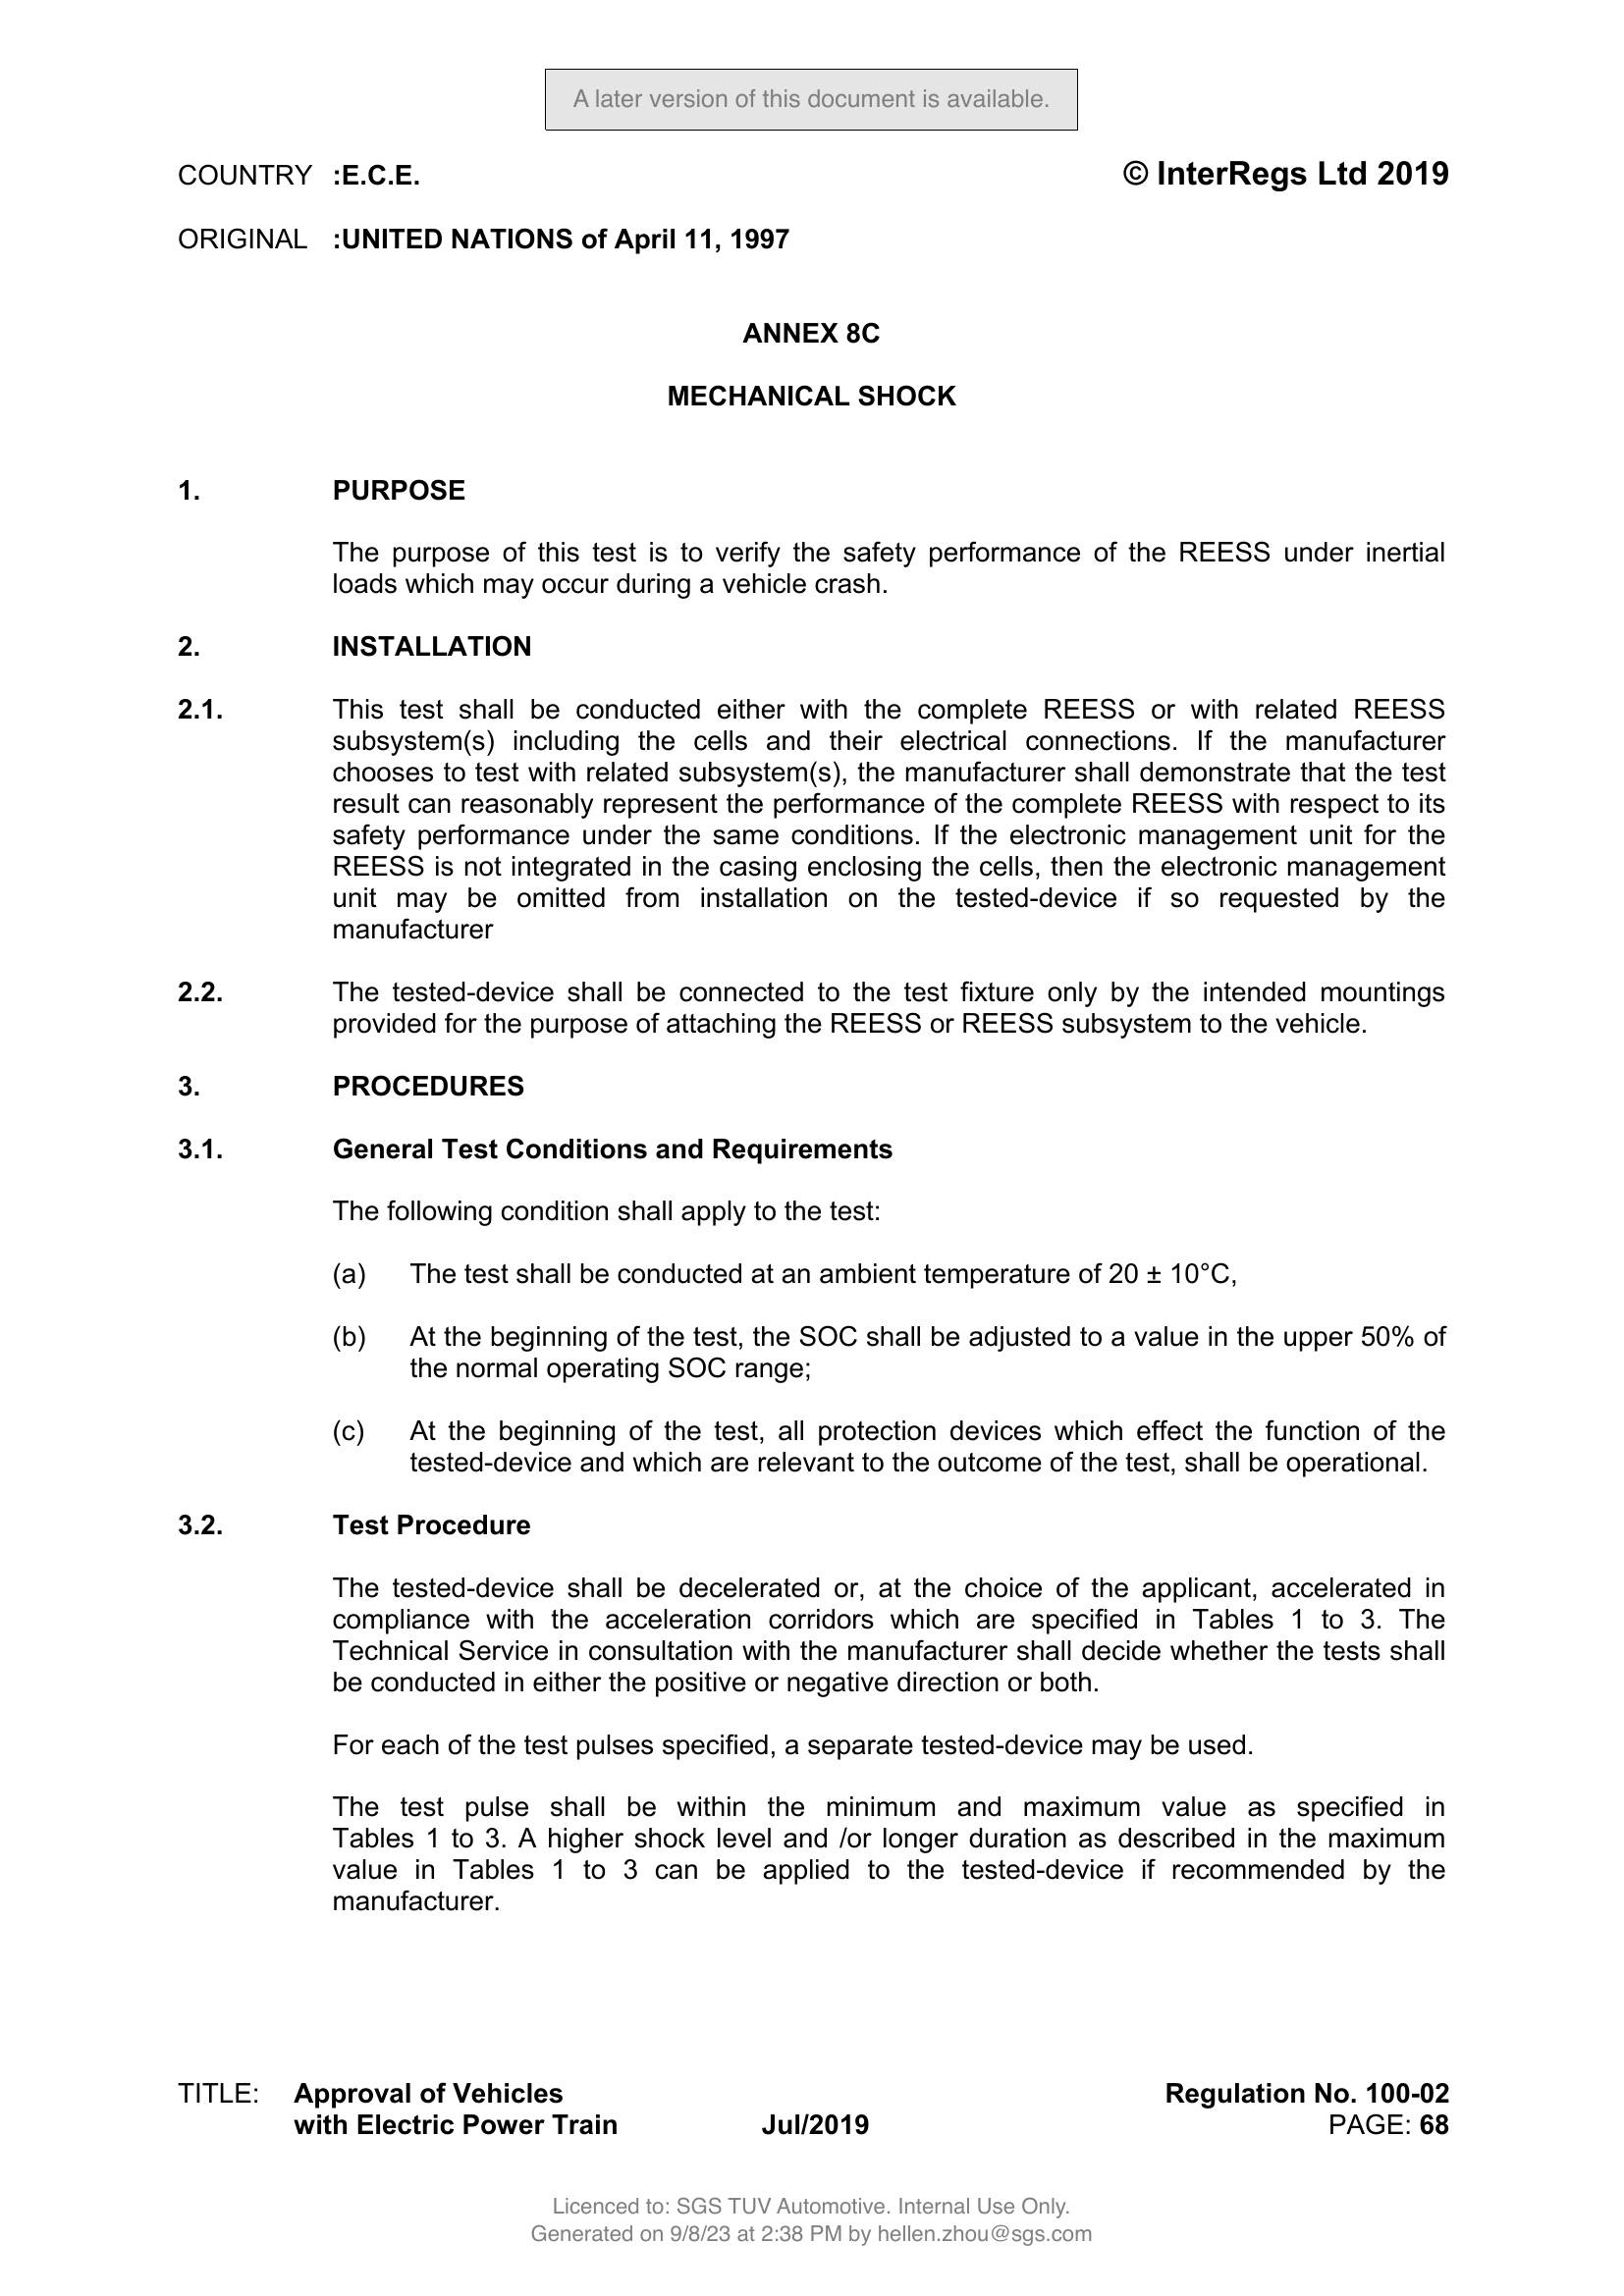 A later version of this document is available.
COUNTRY :E.C.E.
© InterRegs Ltd 2019
ORIGINAL :UNITED NATIONS of April 11, 1997
ANNEX 8C
MECHANICAL SHOCK
1. PURPOSE
The purpose of this test is to verify the safety performance of the REESS under inertial
loads which may occur during a vehicle crash.
2. INSTALLATION
2.1. This test shall be conducted either with the complete REESS or with related REESS
subsystem(s) including the cells and their electrical connections. If the manufacturer
chooses to test with related subsystem(s), the manufacturer shall demonstrate that the test
result can reasonably represent the performance of the complete REESS with respect to its
safety performance under the same conditions. If the electronic management unit for the
REESS is not integrated in the casing enclosing the cells, then the electronic management
unit may be omitted from installation on the tested-device if so requested by the
manufacturer
2.2. The tested-device shall be connected to the test fixture only by the intended mountings
provided for the purpose of attaching the REESS or REESS subsystem to the vehicle.
3. PROCEDURES
3.1. General Test Conditions and Requirements
The following condition shall apply to the test:
(a) The test shall be conducted at an ambient temperature of 20 ± 10°C,
(b) At the beginning of the test, the SOC shall be adjusted to a value in the upper 50% of
the normal operating SOC range;
(c) At the beginning of the test, all protection devices which effect the function of the
tested-device and which are relevant to the outcome of the test, shall be operational.
3.2. Test Procedure
The tested-device shall be decelerated or, at the choice of the applicant, accelerated in
compliance with the acceleration corridors which are specified in Tables 1 to 3. The
Technical Service in consultation with the manufacturer shall decide whether the tests shall
be conducted in either the positive or negative direction or both.
For each of the test pulses specified, a separate tested-device may be used.
The test pulse shall be within the minimum and maximum value as specified in
Tables 1 to 3. A higher shock level and /or longer duration as described in the maximum
value in Tables 1 to 3 can be applied to the tested-device if recommended by the
manufacturer.
TITLE: Approval of Vehicles
with Electric Power Train
Jul/2019
Regulation No. 100-02
PAGE: 68
Licenced to: SGS TUV Automotive. Internal Use Only.
Generated on 9/8/23 at 2:38 PM by hellen.zhou@sgs.com